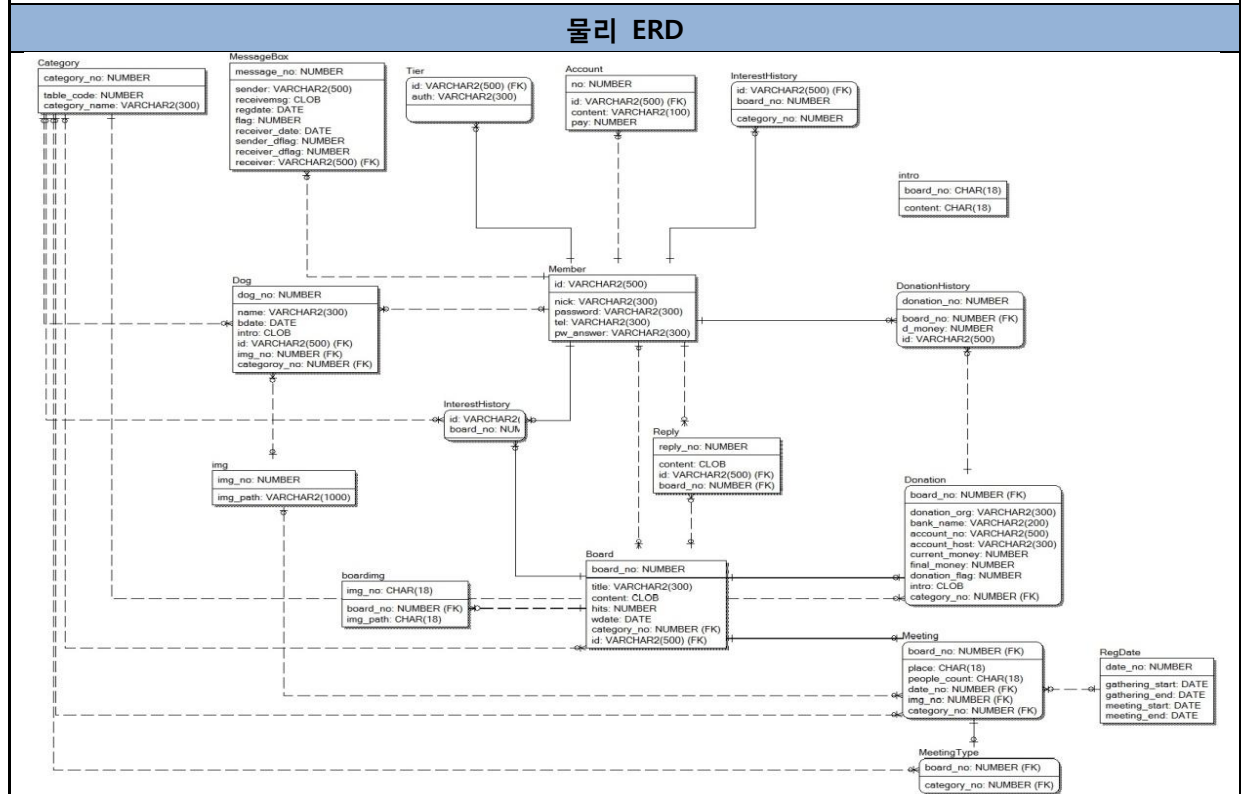 물리 ERD
Category
category_no: NUMBER
table_code: NUMBER
category_name: VARCHAR2(300)
MessageBox
message_no: NUMBER
sender: VARCHAR2(500)
receivemsg: CLOB
regdate: DATE
flag: NUMBER
receiver_date: DATE
sender_dflag: NUMBER
receiver_dflag: NUMBER
receiver: VARCHAR2(500) (FK)
Tier
id: VARCHAR2(500) (FK)
auth: VARCHAR2(300)
Account
no: NUMBER
id: VARCHAR2(500) (FK)
content: VARCHAR2(100)
pay: NUMBER
InterestHistory
id: VARCHAR2(500) (FK)
board_no: NUMBER
category_no: NUMBER
intro
board_no: CHAR(18)
content: CHAR(18)
Member
id: VARCHAR2(500)
nick: VARCHAR2(300)
password: VARCHAR2(300)
tel: VARCHAR2(300)
pw_answer: VARCHAR2(300)
Dog
dog_no: NUMBER
name: VARCHAR2(300)
bdate: DATE
intro: CLOB
id: VARCHAR2(500) (FK)
img_no: NUMBER (FK)
categoroy_no: NUMBER (FK)
DonationHistory
donation_no: NUMBER
board_no: NUMBER (FK)
d_money: NUMBER
id: VARCHAR2(500)
InterestHistory
id: VARCHAR2(
board_no: NUM
Reply
reply_no: NUMBER
content: CLOB
id: VARCHAR2(500) (FK)
board_no: NUMBER (FK)
img
img_no: NUMBER
img_path: VARCHAR2(1000)
Donation
board_no: NUMBER (FK)
donation_org: VARCHAR2(300)
bank_name: VARCHAR2(200)
account_no: VARCHAR2(500)
account_host: VARCHAR2(300)
current_money: NUMBER
final_money: NUMBER
donation_flag: NUMBER
intro: CLOB
category_no: NUMBER (FK)
Board
board_no: NUMBER
title: VARCHAR2(300)
content: CLOB
hits: NUMBER
wdate: DATE
category_no: NUMBER (FK)
id: VARCHAR2(500) (FK)
boardimg
img_no: CHAR(18)
board_no: NUMBER (FK)
img_path: CHAR(18)
Meeting
board_no: NUMBER (FK)
place: CHAR(18)
people_count: CHAR(18)
date_no: NUMBER (FK)
img_no: NUMBER (FK)
category_no: NUMBER (FK)
RegDate
date_no: NUMBER
gathering_start: DATE
gathering_end: DATE
meeting_start: DATE
meeting_end: DATE
MeetingType
board_no: NUMBER (FK)
category_no: NUMBER (FK)